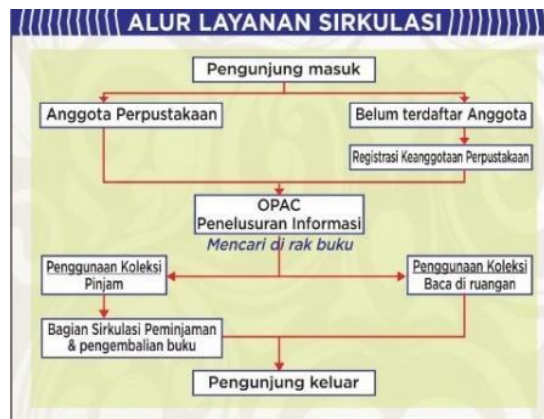 ALUR LAYANAN SIRKULASI
Pengunjung masuk
Anggota Perpustakaan
Belum terdaftar Anggota
Registrasi Keanggotaan Perpustakaan
OPAC
Penelusuran Informasi
Mencari di rak buku
Penggunaan Koleksi
Pinjam
Penggunaan Koleksi
Baca di ruangan
Bagian Sirkulasi Peminjaman
& pengembalian buku
Pengunjung keluar